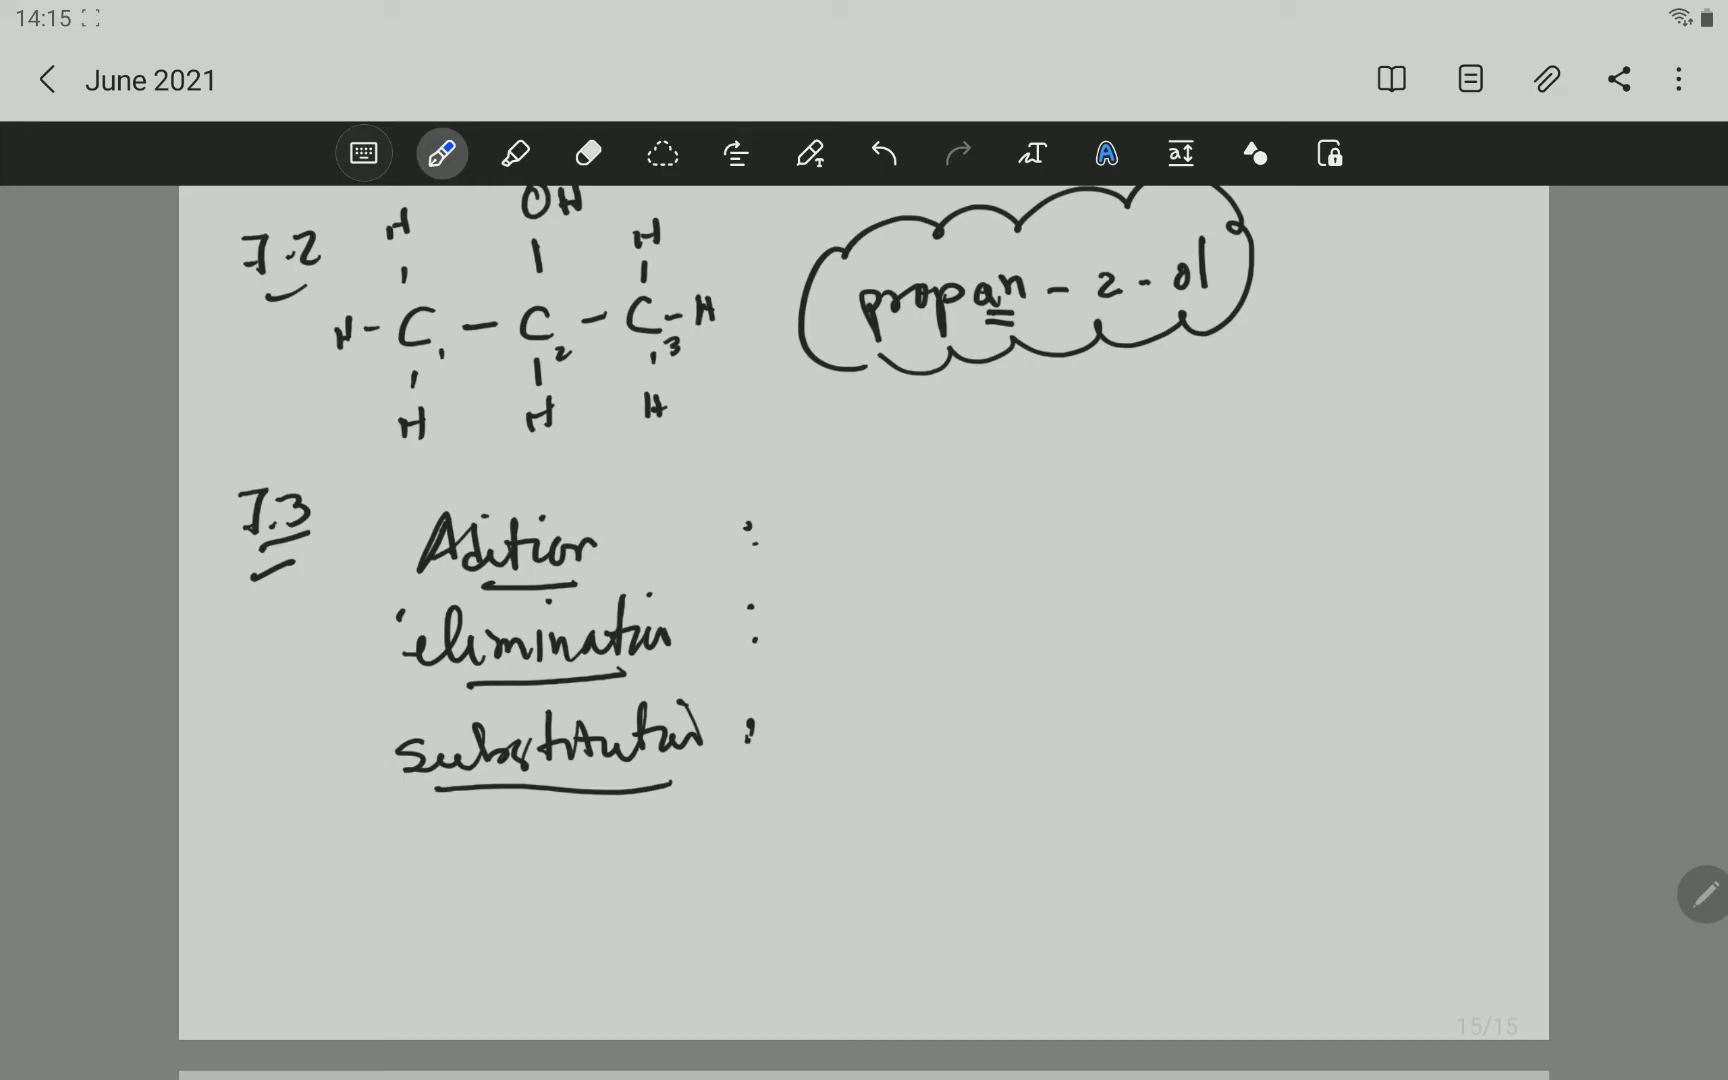 14:15
June 2021
OH
7.2 H H
propan - 2 - ol
H - C1 - C2 - C3 - H
H H H
7.3
Adition :
elimination :
substitution :
15/15